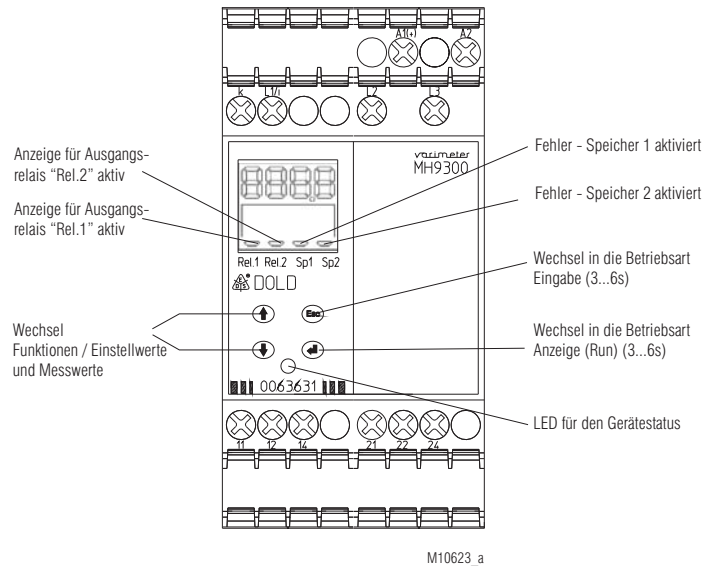 A1(+) A2
k L1/i L2 L3
Anzeige für Ausgangs-
relais “Rel.2” aktiv
Anzeige für Ausgangs-
relais “Rel.1” aktiv
Wechsel
Funktionen / Einstellwerte
und Messwerte
varimeter
MH9300
8888
Rel.1 Rel.2 Sp1 Sp2
DOLD
Esc
0063631
11 12 14 21 22 24
Fehler - Speicher 1 aktiviert
Fehler - Speicher 2 aktiviert
Wechsel in die Betriebsart
Eingabe (3...6s)
Wechsel in die Betriebsart
Anzeige (Run) (3...6s)
LED für den Gerätestatus
M10623_a